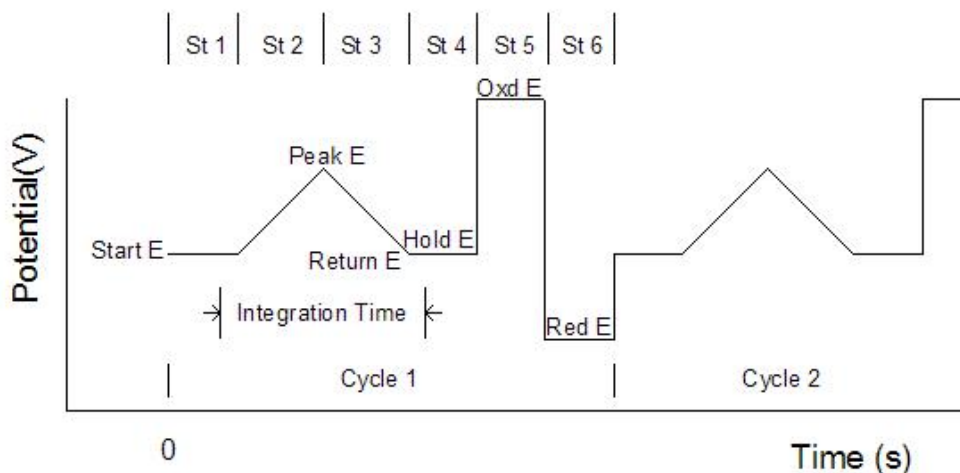 St 1 St 2 St 3 St 4 St 5 St 6
Oxd E
Peak E
Potential(V)
Start E
Hold E
Return E
Integration Time
Red E
Cycle 1 Cycle 2
0
Time (s)